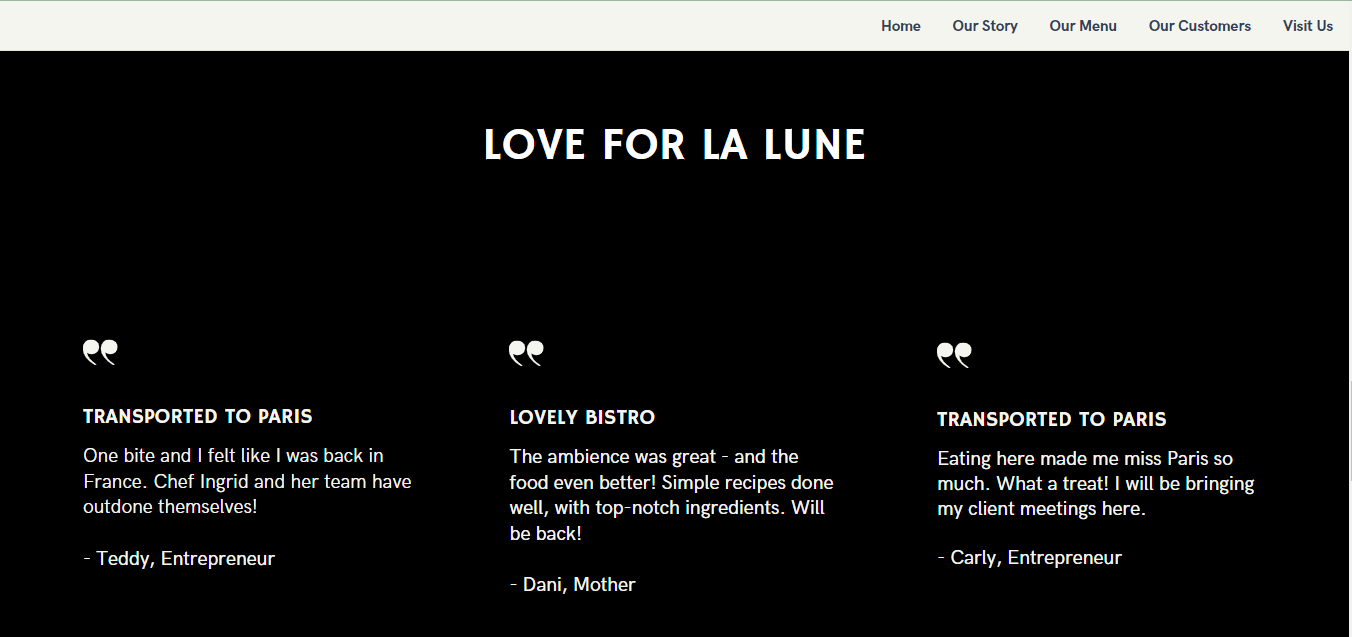 Home Our Story Our Menu Our Customers Visit Us
LOVE FOR LA LUNE
TRANSPORTED TO PARIS
One bite and I felt like I was back in
France. Chef Ingrid and her team have
outdone themselves!
- Teddy, Entrepreneur
LOVELY BISTRO
The ambience was great - and the
food even better! Simple recipes done
well, with top-notch ingredients. Will
be back!
- Dani, Mother
TRANSPORTED TO PARIS
Eating here made me miss Paris so
much. What a treat! I will be bringing
my client meetings here.
- Carly, Entrepreneur